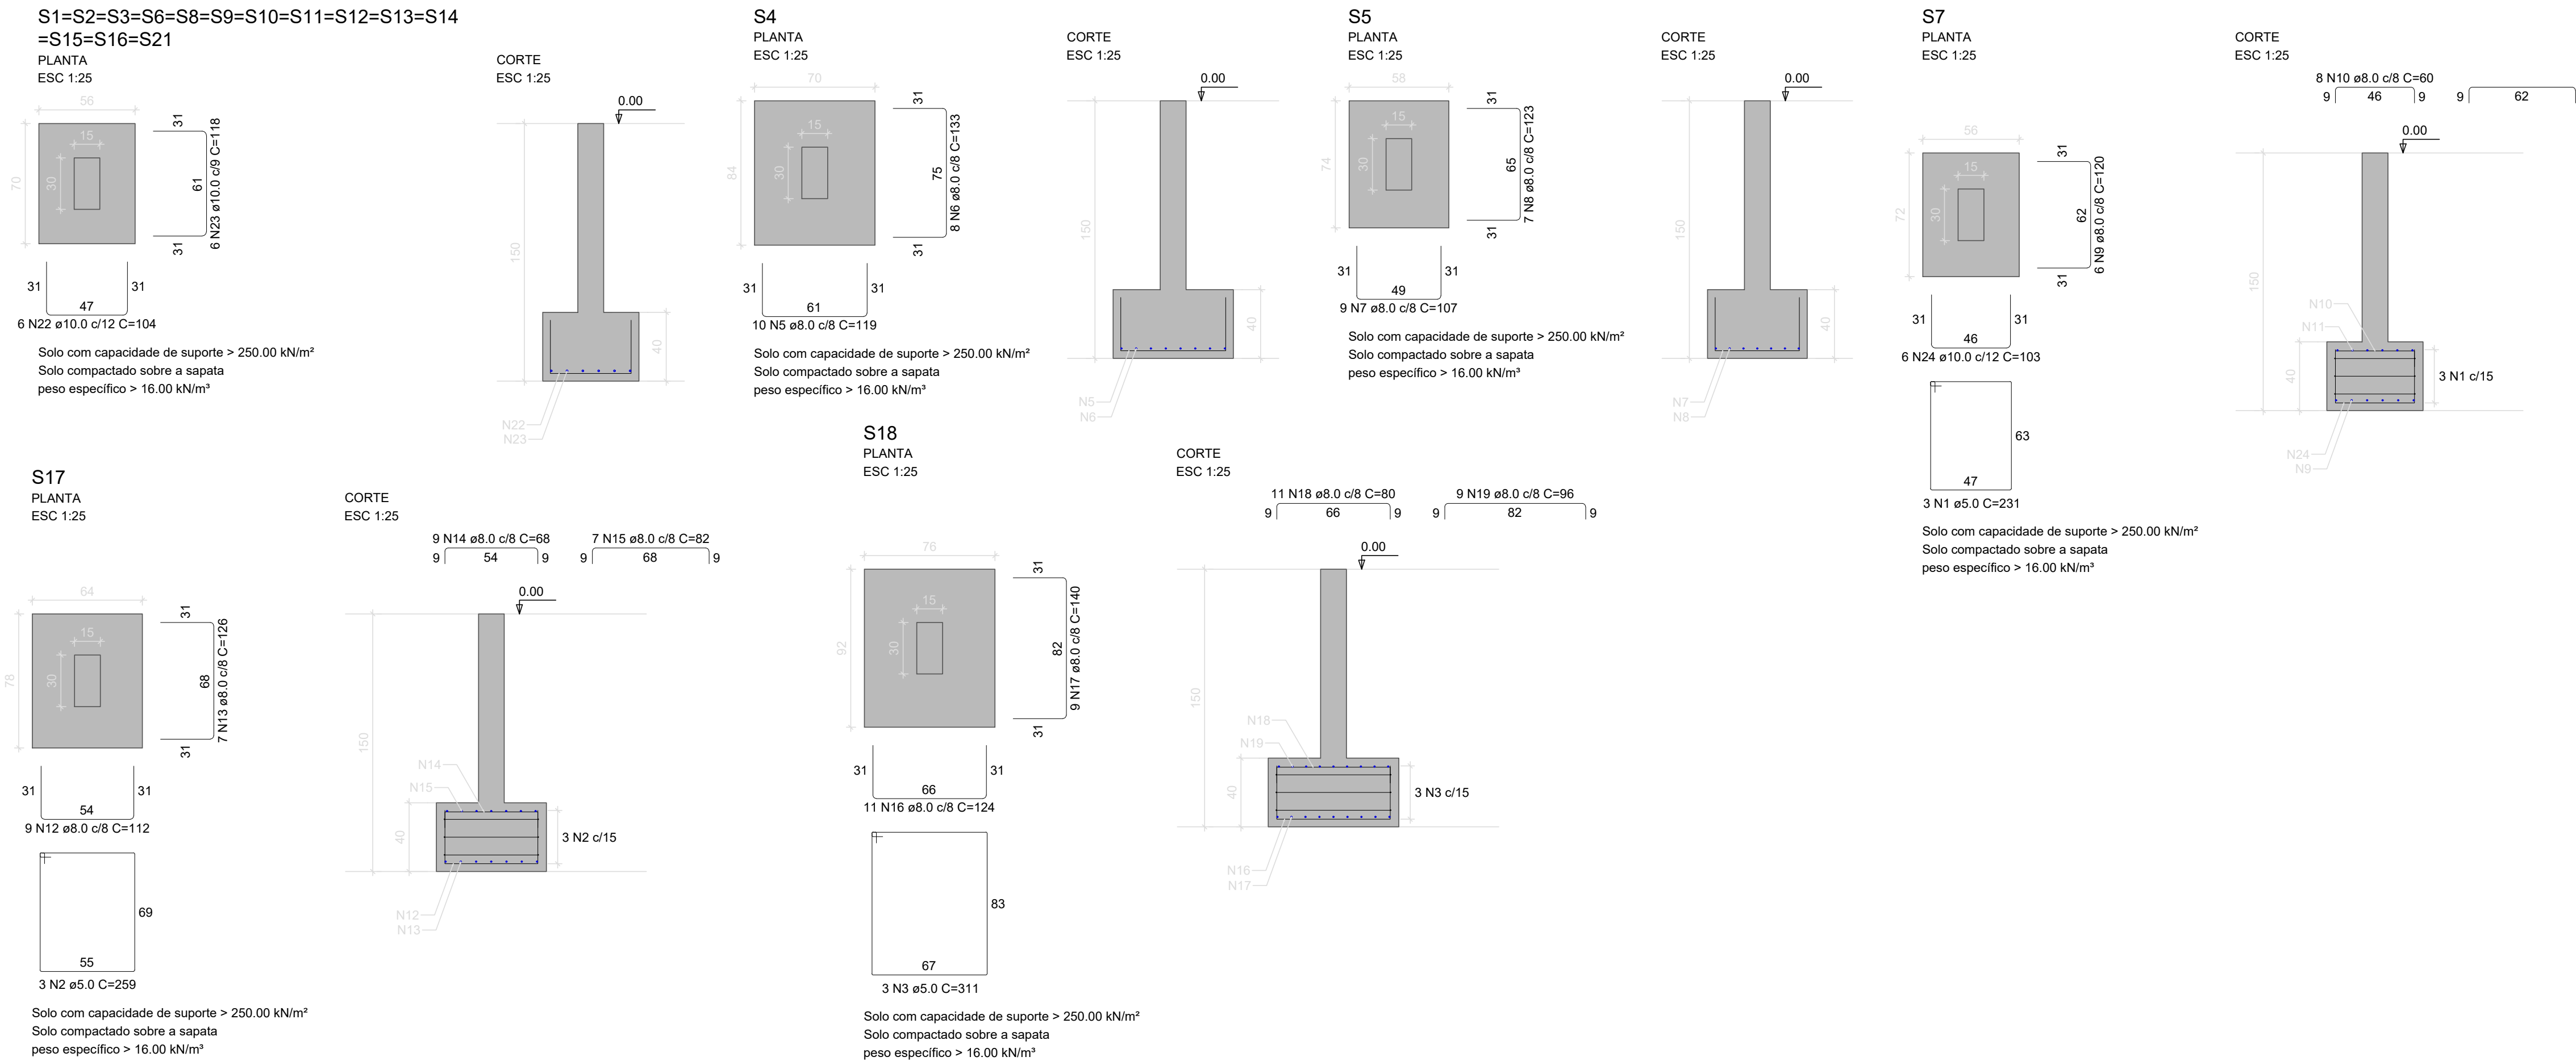 S1=S2=S3=S6=S8=S9=S10=S11=S12=S13=S14
=S15=S16=S21
PLANTA
ESC 1:25
CORTE
ESC 1:25
56
15
70
30
31
61
31
6 N23 ø10.0 c/9 C=118
31
47
31
6 N22 ø10.0 c/12 C=104
Solo com capacidade de suporte > 250.00 kN/m²
Solo compactado sobre a sapata
peso específico > 16.00 kN/m³
0.00
150
40
N22
N23
S4
PLANTA
ESC 1:25
CORTE
ESC 1:25
70
15
84
30
31
75
31
8 N6 ø8.0 c/8 C=133
31
61
31
10 N5 ø8.0 c/8 C=119
Solo com capacidade de suporte > 250.00 kN/m²
Solo compactado sobre a sapata
peso específico > 16.00 kN/m³
0.00
150
40
N5
N6
S5
PLANTA
ESC 1:25
CORTE
ESC 1:25
58
15
74
30
31
65
31
7 N8 ø8.0 c/8 C=123
31
49
31
9 N7 ø8.0 c/8 C=107
Solo com capacidade de suporte > 250.00 kN/m²
Solo compactado sobre a sapata
peso específico > 16.00 kN/m³
0.00
150
40
N7
N8
S7
PLANTA
ESC 1:25
CORTE
ESC 1:25
8 N10 ø8.0 c/8 C=60
9
46
9
9
62
56
15
72
30
31
62
31
6 N9 ø8.0 c/8 C=120
31
46
31
6 N24 ø10.0 c/12 C=103
63
47
3 N1 ø5.0 C=231
Solo com capacidade de suporte > 250.00 kN/m²
Solo compactado sobre a sapata
peso específico > 16.00 kN/m³
0.00
150
N10
N11
40
3 N1 c/15
N24
N9
S17
PLANTA
ESC 1:25
CORTE
ESC 1:25
9 N14 ø8.0 c/8 C=68
9
54
9
7 N15 ø8.0 c/8 C=82
9
68
9
64
15
78
30
31
68
31
7 N13 ø8.0 c/8 C=126
31
54
31
9 N12 ø8.0 c/8 C=112
69
55
3 N2 ø5.0 C=259
Solo com capacidade de suporte > 250.00 kN/m²
Solo compactado sobre a sapata
peso específico > 16.00 kN/m³
0.00
150
N14
N15
40
3 N2 c/15
N12
N13
S18
PLANTA
ESC 1:25
CORTE
ESC 1:25
11 N18 ø8.0 c/8 C=80
9
66
9
9 N19 ø8.0 c/8 C=96
9
82
9
76
15
92
30
31
82
31
9 N17 ø8.0 c/8 C=140
31
66
31
11 N16 ø8.0 c/8 C=124
83
67
3 N3 ø5.0 C=311
Solo com capacidade de suporte > 250.00 kN/m²
Solo compactado sobre a sapata
peso específico > 16.00 kN/m³
0.00
150
N18
N19
40
3 N3 c/15
N16
N17